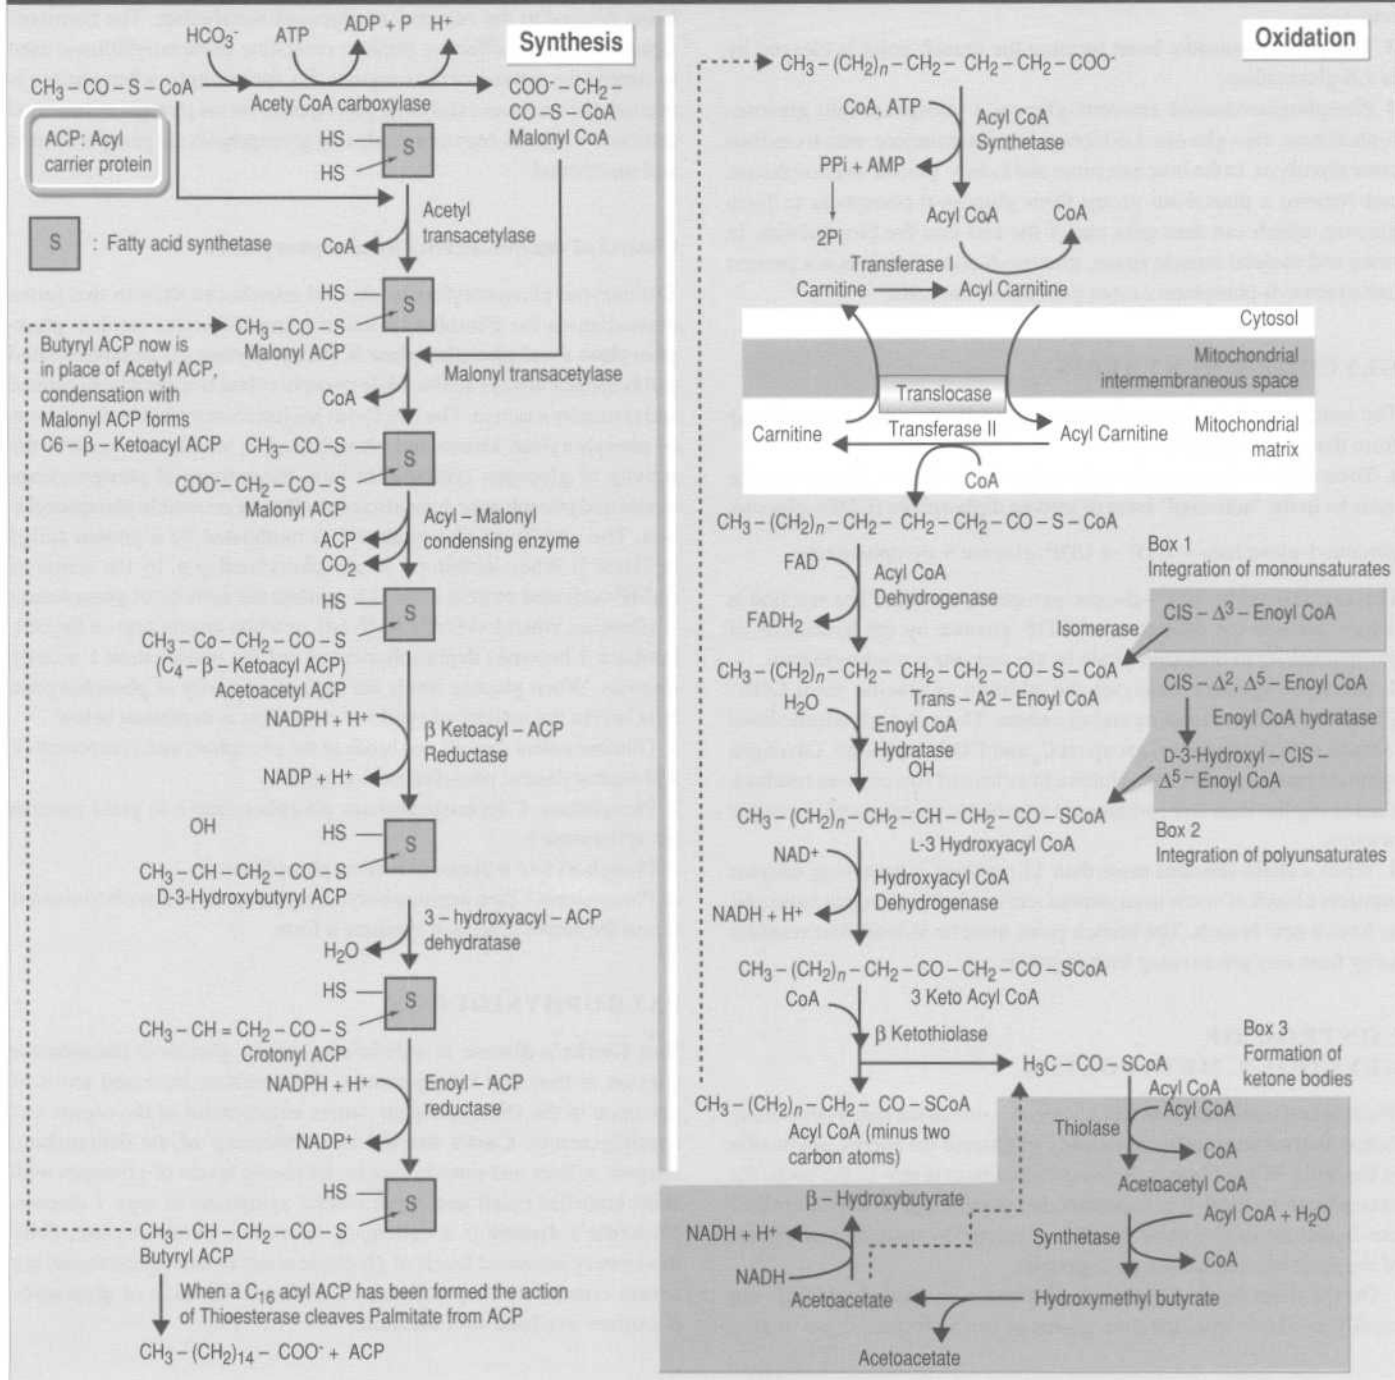 Synthesis
HCO₃⁻ ATP ADP + P H⁺
CH₃ – CO – S – CoA
Acety CoA carboxylase
COO⁻ – CH₂ –
CO – S – CoA
Malonyl CoA
ACP: Acyl
carrier protein
HS
S
HS
Acetyl
transacetylase
CoA
S : Fatty acid synthetase
HS
S
CH₃ – CO – S
Malonyl ACP
Malonyl transacetylase
CoA
Butyryl ACP now is
in place of Acetyl ACP,
condensation with
Malonyl ACP forms
C6 – β – Ketoacyl ACP
CH₃ – CO – S
S
COO⁻ – CH₂ – CO – S
Malonyl ACP
Acyl – Malonyl
condensing enzyme
ACP
CO₂
HS
S
CH₃ – Co – CH₂ – CO – S
(C₄ – β – Ketoacyl ACP)
Acetoacetyl ACP
NADPH + H⁺
β Ketoacyl – ACP
Reductase
NADP + H⁺
OH
HS
S
CH₃ – CH – CH₂ – CO – S
D-3-Hydroxybutyryl ACP
3 – hydroxyacyl – ACP
dehydratase
H₂O
HS
S
CH₃ – CH = CH₂ – CO – S
Crotonyl ACP
NADPH + H⁺
Enoyl – ACP
reductase
NADP⁺
HS
S
CH₃ – CH – CH₂ – CO – S
Butyryl ACP
When a C₁₆ acyl ACP has been formed the action
of Thioesterase cleaves Palmitate from ACP
CH₃ – (CH₂)₁₄ – COO⁻ + ACP
Oxidation
CH₃ – (CH₂)n – CH₂ – CH₂ – CH₂ – COO⁻
CoA, ATP
Acyl CoA
Synthetase
PPi + AMP
2Pi
Acyl CoA
CoA
Transferase I
Carnitine
Acyl Carnitine
Cytosol
Mitochondrial
intermembraneous space
Translocase
Carnitine
Transferase II
Acyl Carnitine
Mitochondrial
matrix
CoA
CH₃ – (CH₂)n – CH₂ – CH₂ – CH₂ – CO – S – CoA
FAD
Acyl CoA
Dehydrogenase
FADH₂
Box 1
Integration of monounsaturates
Isomerase
CIS – Δ³ – Enoyl CoA
CH₃ – (CH₂)n – CH₂ – CH₂ – CH₂ – CO – S – CoA
Trans – A2 – Enoyl CoA
H₂O
Enoyl CoA
Hydratase
OH
CIS – Δ², Δ⁵ – Enoyl CoA
Enoyl CoA hydratase
D-3-Hydroxyl – CIS –
Δ⁵ – Enoyl CoA
CH₃ – (CH₂)n – CH₂ – CH – CH₂ – CO – SCoA
L-3 Hydroxyacyl CoA
Box 2
Integration of polyunsaturates
NAD⁺
Hydroxyacyl CoA
Dehydrogenase
NADH + H⁺
CH₃ – (CH₂)n – CH₂ – CO – CH₂ – CO – SCoA
3 Keto Acyl CoA
CoA
β Ketothiolase
H₃C – CO – SCoA
Box 3
Formation of
ketone bodies
CH₃ – (CH₂)n – CH₂ – CO – SCoA
Acyl CoA (minus two
carbon atoms)
Acyl CoA
Acyl CoA
Thiolase
CoA
Acetoacetyl CoA
Acyl CoA + H₂O
Synthetase
CoA
Hydroxymethyl butyrate
β – Hydroxybutyrate
NADH + H⁺
NADH
Acetoacetate
Acetoacetate